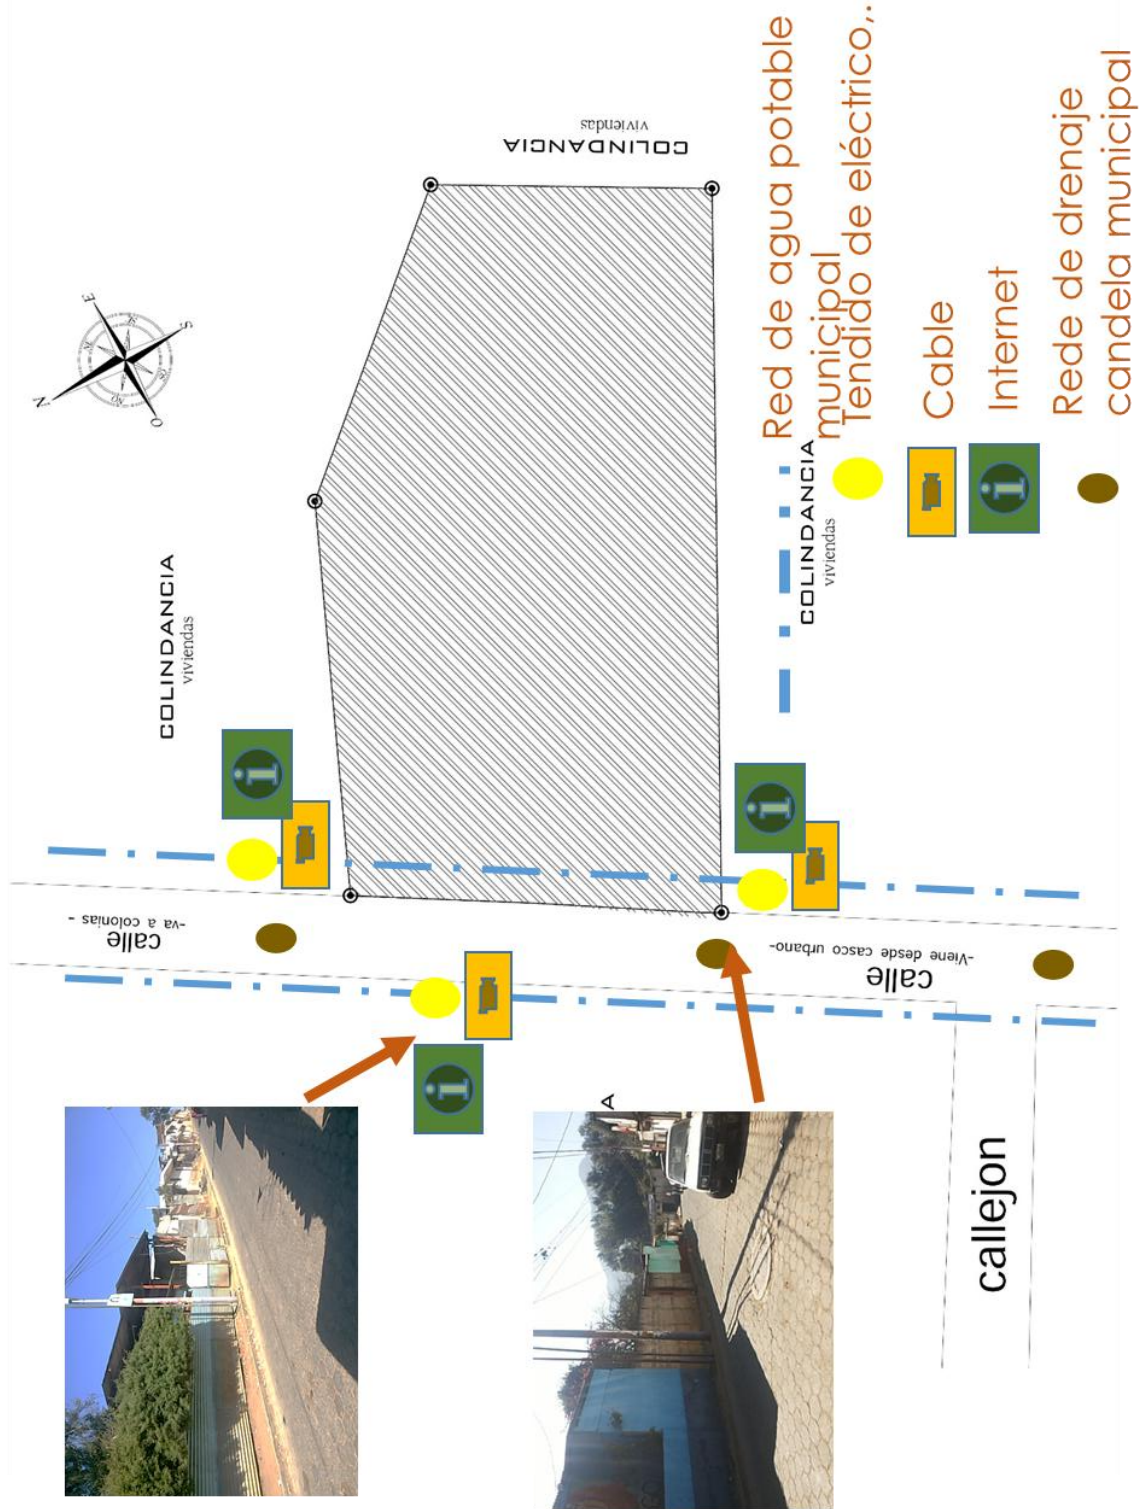 COLINDANCIA
viviendas
Red de agua potable
municipal
Tendido de eléctrico,.
Cable
Internet
Rede de drenaje
candela municipal
COLINDANCIA
viviendas
COLINDANCIA
viviendas
N
E
S
O
calle
-va a colonias -
calle
-Viene desde casco urbano-
callejon
A
i
i
i
i